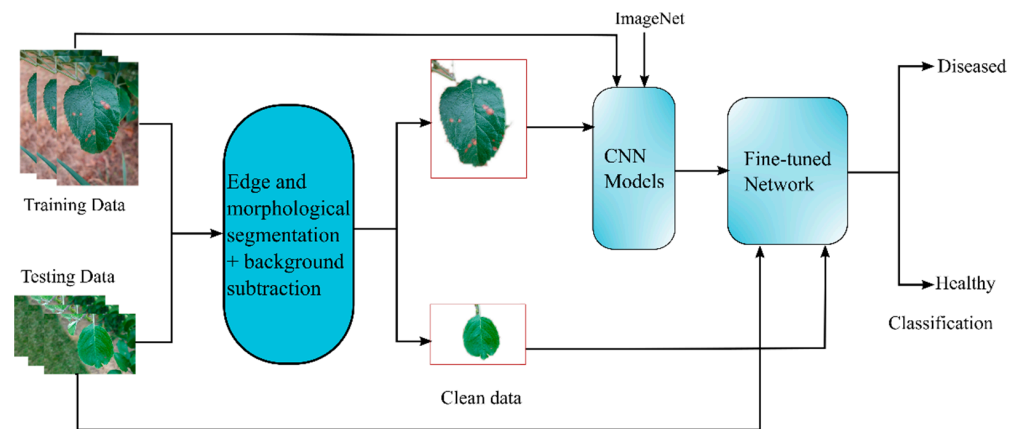 ImageNet
Training Data
Testing Data
Edge and
morphological
segmentation
+ background
subtraction
Clean data
CNN
Models
Fine-tuned
Network
Diseased
Healthy
Classification